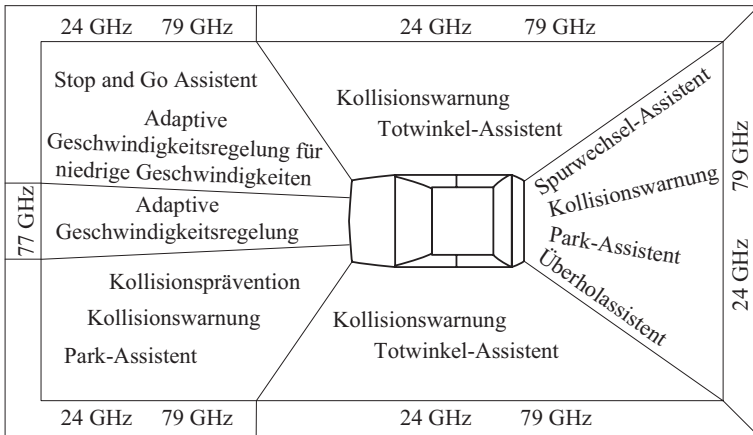 24 GHz 79 GHz
24 GHz 79 GHz
Stop and Go Assistent
Adaptive
Geschwindigkeitsregelung für
niedrige Geschwindigkeiten
77 GHz
Adaptive
Geschwindigkeitsregelung
Kollisionsprävention
Kollisionswarnung
Park-Assistent
Kollisionswarnung
Totwinkel-Assistent
Kollisionswarnung
Totwinkel-Assistent
Spurwechsel-Assistent
Kollisionswarnung
Park-Assistent
Überholassistent
79 GHz
24 GHz
24 GHz 79 GHz
24 GHz 79 GHz